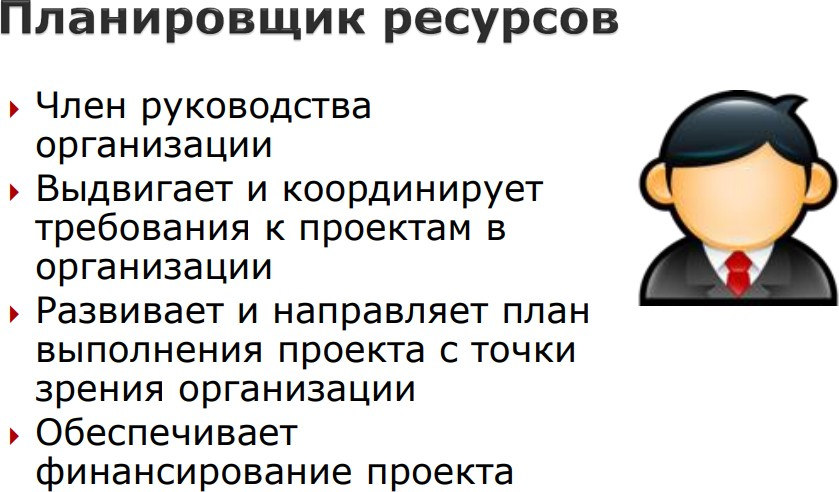 Планировщик ресурсов
Член руководства
организации
Выдвигает и координирует
требования к проектам в
организации
Развивает и направляет план
выполнения проекта с точки
зрения организации
Обеспечивает
финансирование проекта